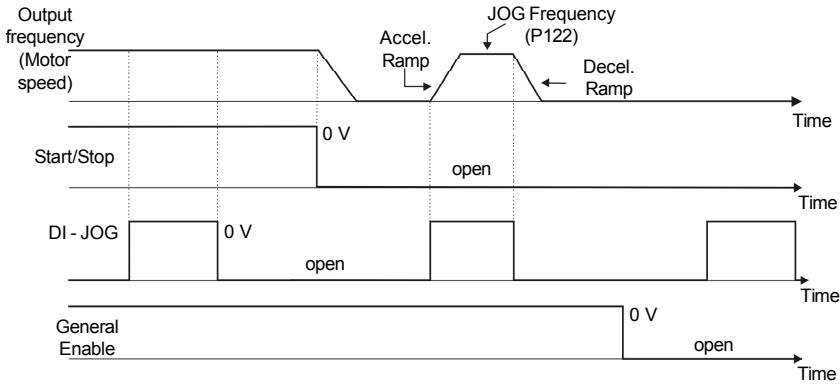 Output
frequency
(Motor
speed)
Accel.
Ramp
JOG Frequency
(P122)
Decel.
Ramp
Time
Start/Stop
0 V
open
Time
DI - JOG
0 V
open
Time
General
Enable
0 V
open
Time